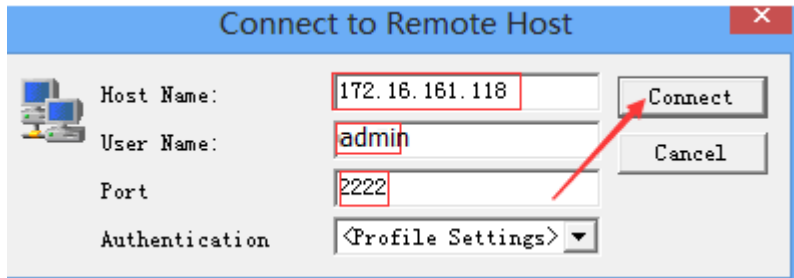 Connect to Remote Host
Host Name: 172.16.161.118 Connect
User Name: admin Cancel
Port 2222
Authentication <Profile Settings>